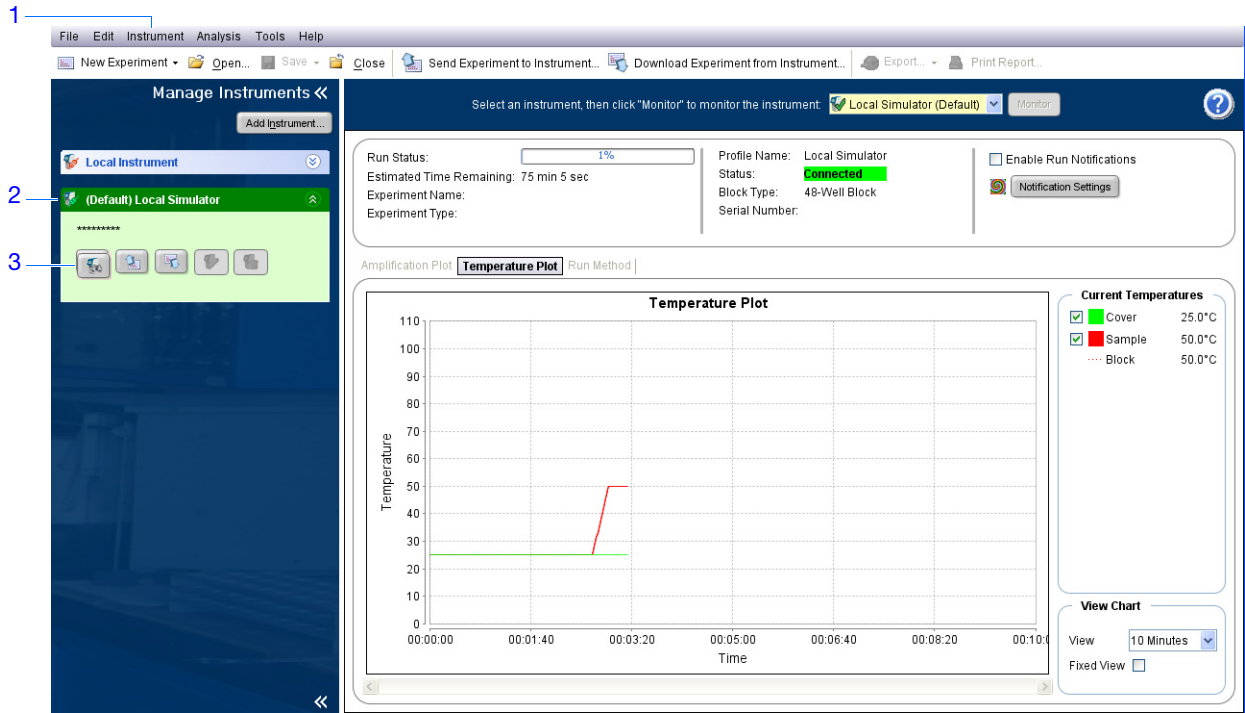 1
File Edit Instrument Analysis Tools Help
New Experiment Open... Save Close Send Experiment to Instrument... Download Experiment from Instrument... Export... Print Report...
Manage Instruments
Add Instrument...
Select an instrument, then click "Monitor" to monitor the instrument: Local Simulator (Default) Monitor
?
Local Instrument
2
(Default) Local Simulator
*********
3
Run Status: 1%
Estimated Time Remaining: 75 min 5 sec
Experiment Name:
Experiment Type:
Profile Name: Local Simulator
Status: Connected
Block Type: 48-Well Block
Serial Number:
Enable Run Notifications
Notification Settings
Amplification Plot Temperature Plot Run Method
Temperature Plot
110
100
90
80
70
60
50
40
30
20
10
0
Temperature
00:00:00 00:01:40 00:03:20 00:05:00 00:06:40 00:08:20 00:10:0
Time
Current Temperatures
Cover 25.0°C
Sample 50.0°C
Block 50.0°C
View Chart
View 10 Minutes
Fixed View